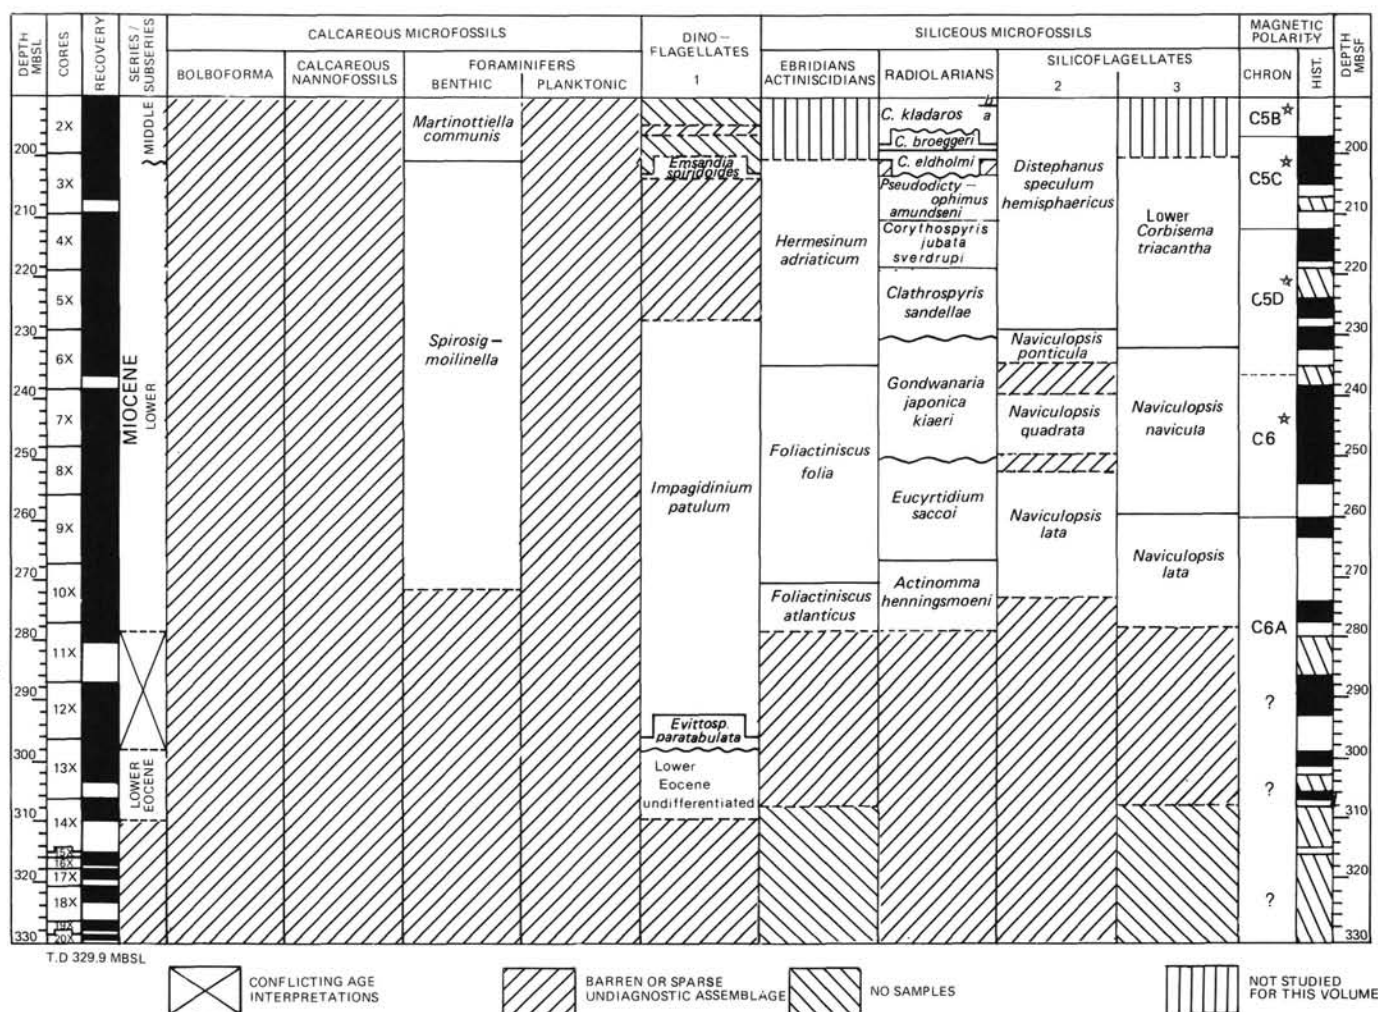 DEPTH
MBSL
CORES
RECOVERY
SERIES /
SUBSERIES
CALCAREOUS MICROFOSSILS
BOLBOFORMA
CALCAREOUS
NANNOFOSSILS
FORAMINIFERS
BENTHIC
PLANKTONIC
DINO –
FLAGELLATES
1
SILICEOUS MICROFOSSILS
EBRIDIANS
ACTINISCIDIANS
RADIOLARIANS
SILICOFLAGELLATES
2
3
MAGNETIC
POLARITY
CHRON
HIST.
DEPTH
MBSF
200
210
220
230
240
250
260
270
280
290
300
310
320
330
2X
3X
4X
5X
6X
7X
8X
9X
10X
11X
12X
13X
14X
15X
16X
17X
18X
19X
20X
MIDDLE
MIOCENE
LOWER
LOWER
EOCENE
Martinottiella
communis
Spirosig –
moilinella
Emsandia
spiridoides
Impagidinium
patulum
Evittosp.
paratabulata
Lower
Eocene
undifferentiated
Hermesinum
adriaticum
Foliactiniscus
folia
Foliactiniscus
atlanticus
b
C. kladaros a
C. broeggeri
C. eldholmi
Pseudodicty –
ophimus
amundseni
Corythospyris
jubata
sverdrupi
Clathrospyris
sandellae
Gondwanaria
japonica
kiaeri
Eucyrtidium
saccoi
Actinomma
henningsmoeni
Distephanus
speculum
hemisphaericus
Naviculopsis
ponticula
Naviculopsis
quadrata
Naviculopsis
lata
Lower
Corbisema
triacantha
Naviculopsis
navicula
Naviculopsis
lata
C5B☆
C5C☆
C5D☆
C6☆
C6A
?
?
?
200
210
220
230
240
250
260
270
280
290
300
310
320
330
T.D 329.9 MBSL
CONFLICTING AGE
INTERPRETATIONS
BARREN OR SPARSE
UNDIAGNOSTIC ASSEMBLAGE
NO SAMPLES
NOT STUDIED
FOR THIS VOLUME